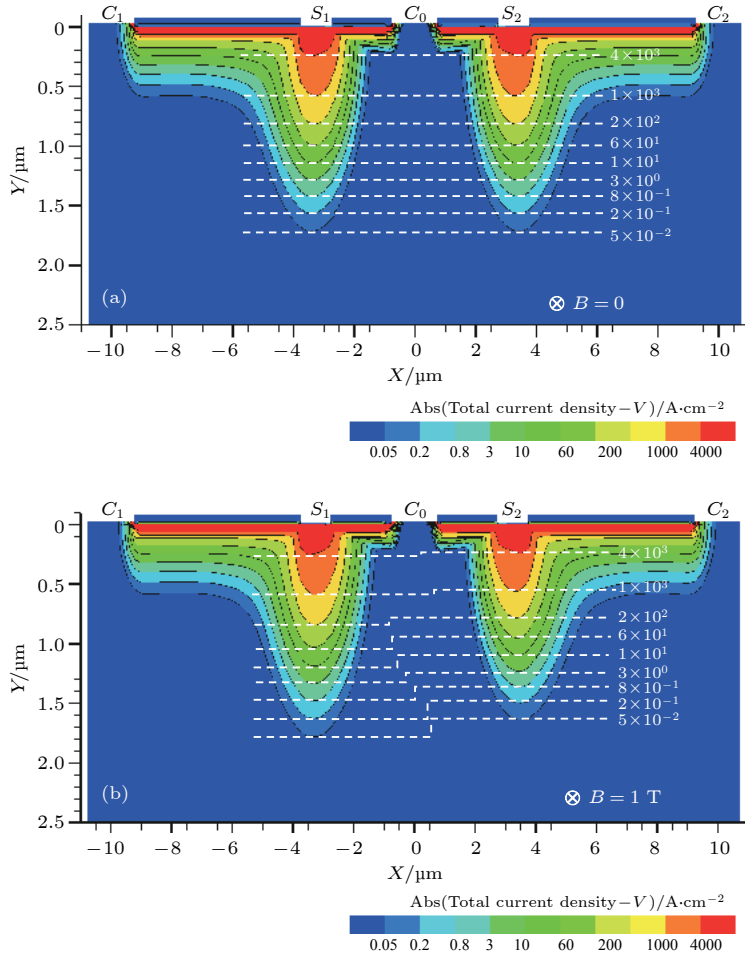 C₁ S₁ C₀ S₂ C₂
0
4×10³
0.5
1×10³
2×10²
1.0
6×10¹
1×10¹
3×10⁰
1.5
8×10⁻¹
2×10⁻¹
5×10⁻²
2.0
2.5
Y/µm
(a)
⊗ B = 0
−10 −8 −6 −4 −2 0 2 4 6 8 10
X/µm
Abs(Total current density−V)/A·cm⁻²
0.05 0.2 0.8 3 10 60 200 1000 4000
C₁ S₁ C₀ S₂ C₂
0
4×10³
0.5
1×10³
2×10²
1.0
6×10¹
1×10¹
3×10⁰
1.5
8×10⁻¹
2×10⁻¹
5×10⁻²
2.0
2.5
Y/µm
(b)
⊗ B = 1 T
−10 −8 −6 −4 −2 0 2 4 6 8 10
X/µm
Abs(Total current density−V)/A·cm⁻²
0.05 0.2 0.8 3 10 60 200 1000 4000